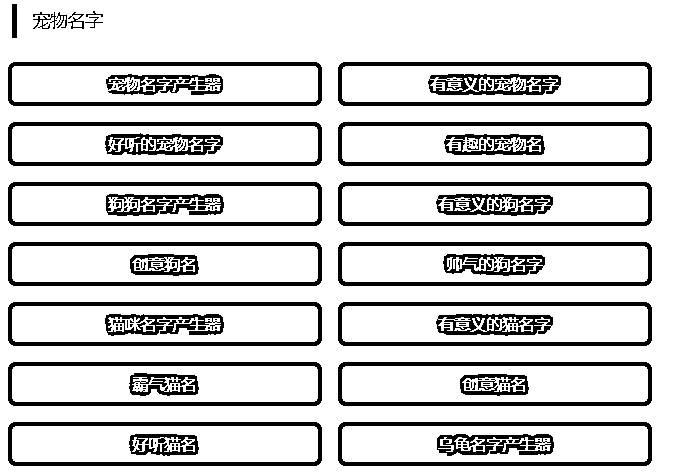 宠物名字
宠物名字产生器
有意义的宠物名字
好听的宠物名字
有趣的宠物名
狗狗名字产生器
有意义的狗名字
创意狗名
帅气的狗名字
猫咪名字产生器
有意义的猫名字
霸气猫名
创意猫名
好听猫名
乌龟名字产生器